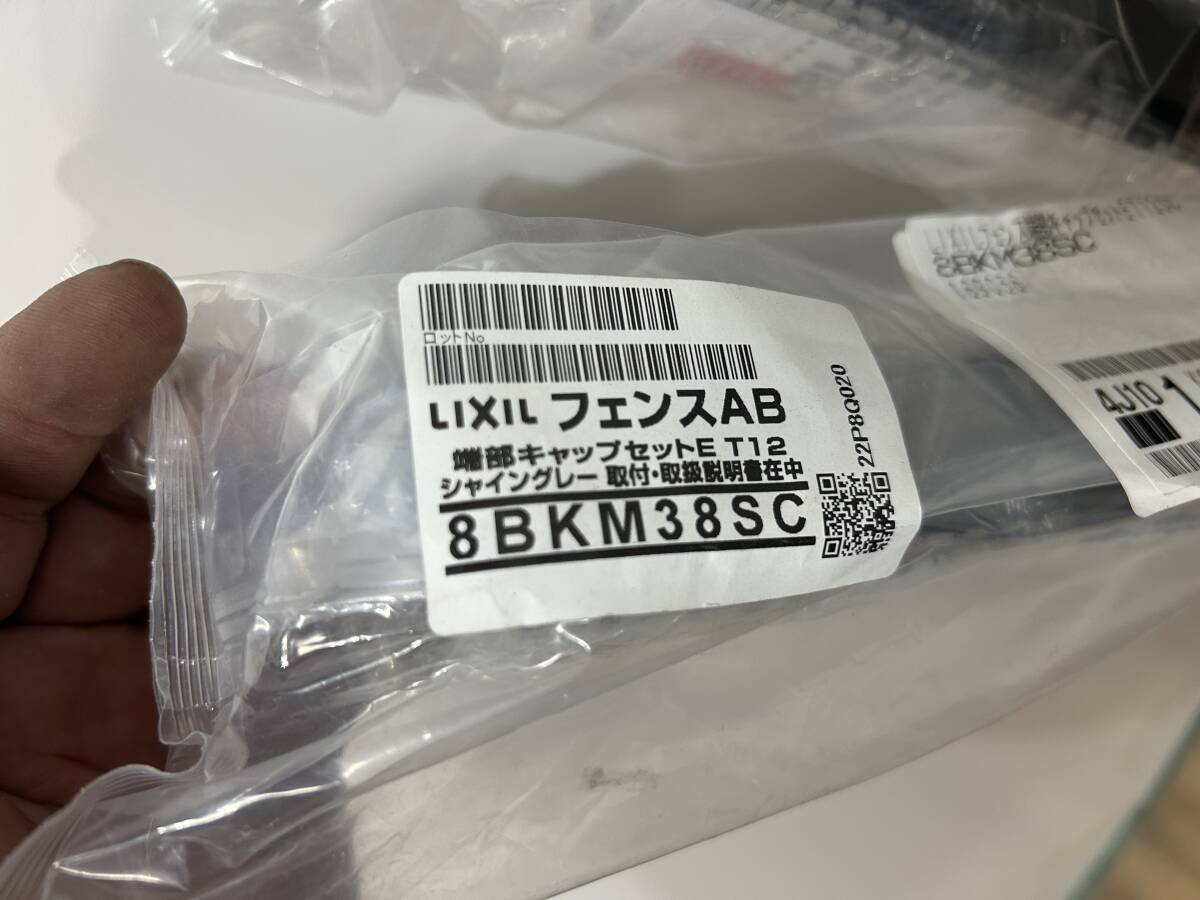 ロットNo
LIXIL フェンスAB
端部キャップセットE T12
シャイングレー 取付・取扱説明書在中
8BKM38SC
22P8Q020
8BKM38SC
4J10 1